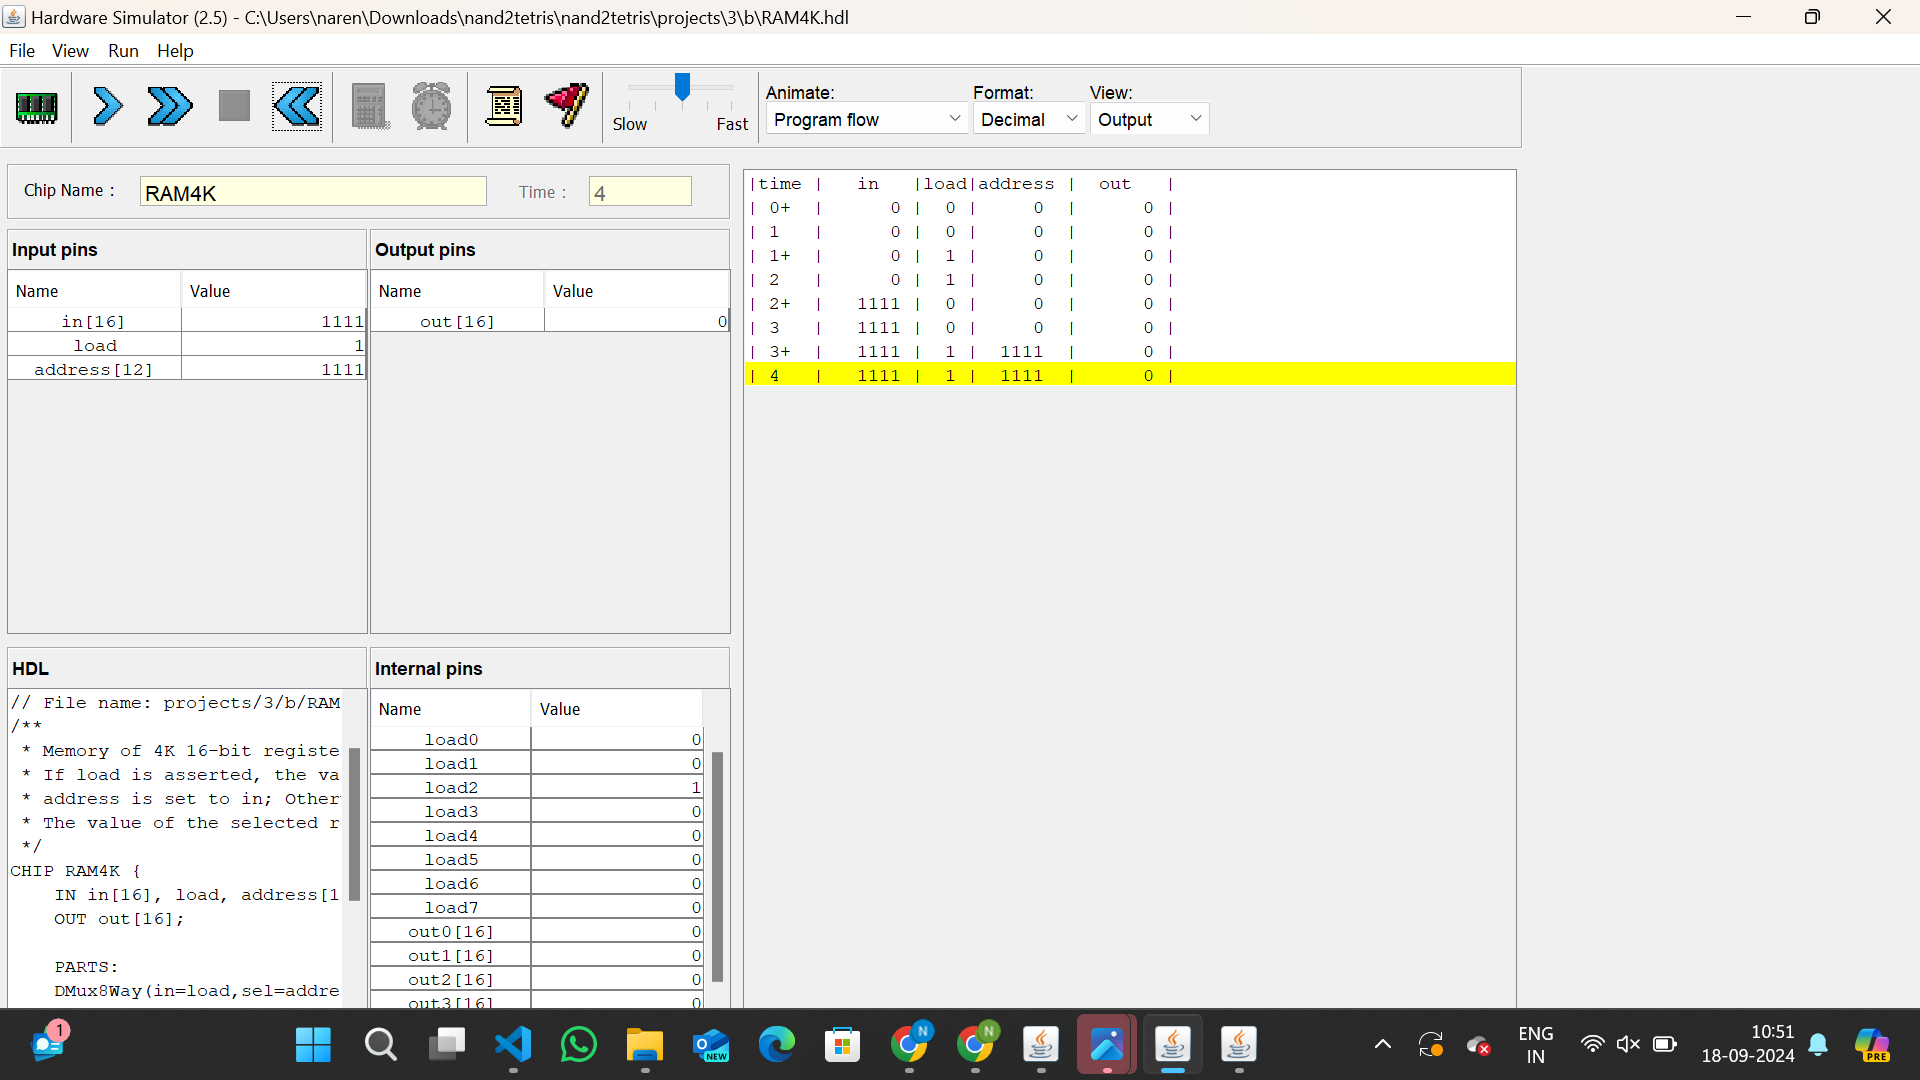 Hardware Simulator (2.5) - C:\Users\naren\Downloads\nand2tetris\nand2tetris\projects\3\b\RAM4K.hdl
File View Run Help
Slow Fast
Animate: Format: View:
Program flow Decimal Output
Chip Name : RAM4K Time : 4
Input pins
Name Value
in[16] 1111
load 1
address[12] 1111
Output pins
Name Value
out[16] 0
|time | in |load|address | out |
| 0+ | 0 | 0 | 0 | 0 |
| 1 | 0 | 0 | 0 | 0 |
| 1+ | 0 | 1 | 0 | 0 |
| 2 | 0 | 1 | 0 | 0 |
| 2+ | 1111 | 0 | 0 | 0 |
| 3 | 1111 | 0 | 0 | 0 |
| 3+ | 1111 | 1 | 1111 | 0 |
| 4 | 1111 | 1 | 1111 | 0 |
HDL
// File name: projects/3/b/RAM
/**
* Memory of 4K 16-bit registe
* If load is asserted, the va
* address is set to in; Other
* The value of the selected r
*/
CHIP RAM4K {
IN in[16], load, address[1
OUT out[16];
PARTS:
DMux8Way(in=load,sel=addre
Internal pins
Name Value
load0 0
load1 0
load2 1
load3 0
load4 0
load5 0
load6 0
load7 0
out0[16] 0
out1[16] 0
out2[16] 0
out3[16] 0
1
NEW
N
N
ENG
IN
10:51
18-09-2024
PRE